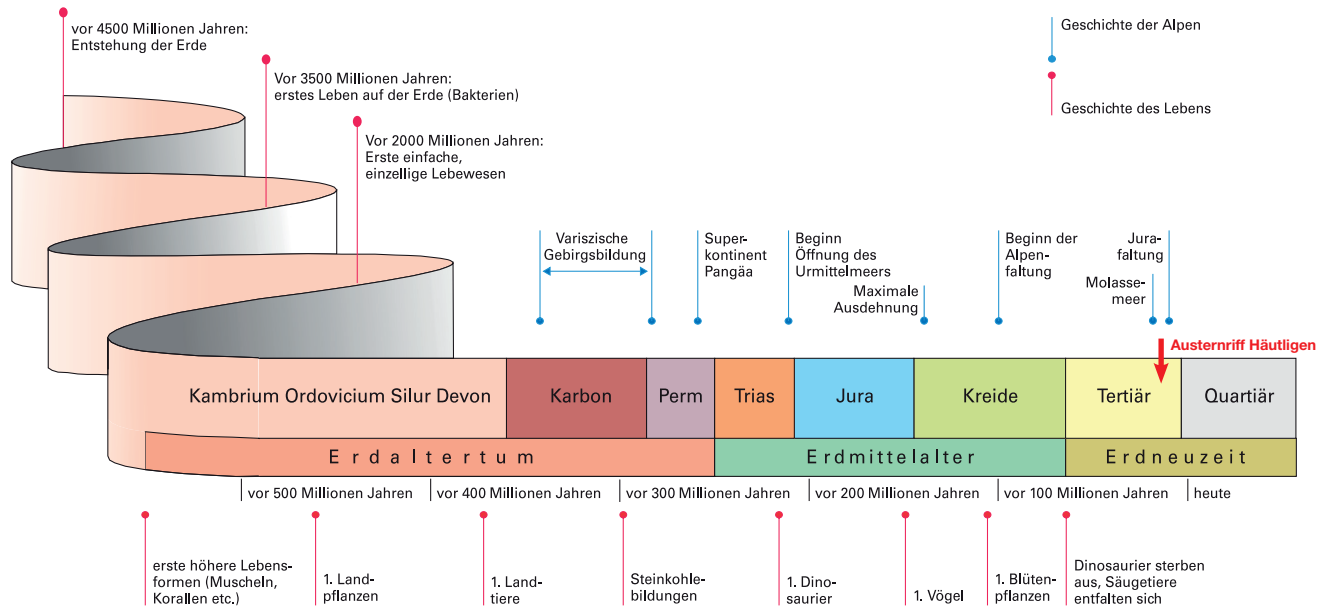 vor 4500 Millionen Jahren:
Entstehung der Erde
Vor 3500 Millionen Jahren:
erstes Leben auf der Erde (Bakterien)
Vor 2000 Millionen Jahren:
Erste einfache,
einzellige Lebewesen
Geschichte der Alpen
Geschichte des Lebens
Variszische
Gebirgsbildung
Super-
kontinent
Pangäa
Beginn
Öffnung des
Urmittelmeers
Maximale
Ausdehnung
Beginn der
Alpen-
faltung
Jura-
faltung
Molasse-
meer
Austernriff Häutligen
Kambrium Ordovicium Silur Devon
Karbon
Perm
Trias
Jura
Kreide
Tertiär
Quartiär
Erdaltertum
Erdmittelalter
Erdneuzeit
vor 500 Millionen Jahren
vor 400 Millionen Jahren
vor 300 Millionen Jahren
vor 200 Millionen Jahren
vor 100 Millionen Jahren
heute
erste höhere Lebens-
formen (Muscheln,
Korallen etc.)
1. Land-
pflanzen
1. Land-
tiere
Steinkohle-
bildungen
1. Dino-
saurier
1. Vögel
1. Blüten-
pflanzen
Dinosaurier sterben
aus, Säugetiere
entfalten sich